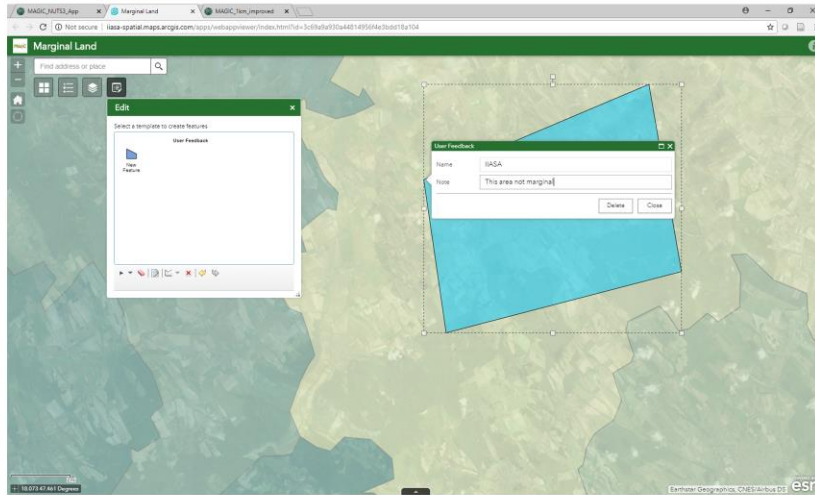 MAGIC_NUTS3_App
Marginal Land
MAGIC_1km_improved
Not secure | iiasa-spatial.maps.arcgis.com/apps/webappviewer/index.html?id=3c69a9a930a44814956f4e3bdd18a104
Marginal Land
Find address or place
Edit
Select a template to create features
User Feedback
New
Feature
User Feedback
Name IIASA
Note This area not marginal
Delete Close
10.073 47.461 Degrees
Earthstar Geographics, CNES/Airbus DS
esri